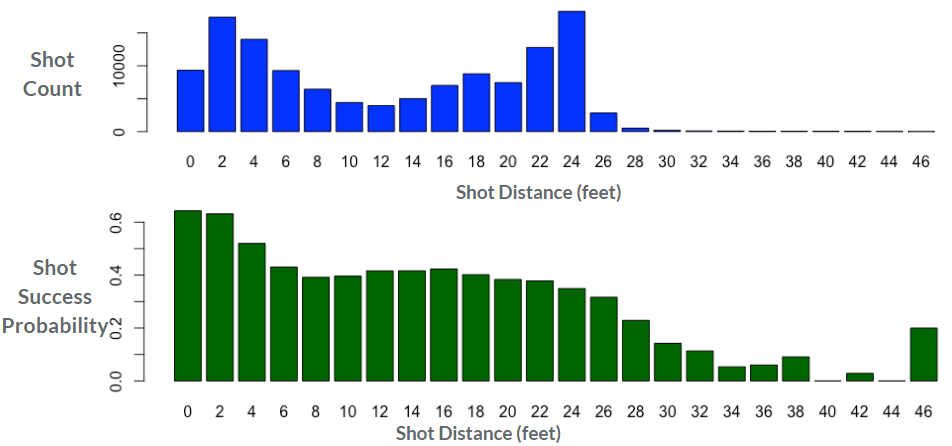 Shot
Count
10000
0
0 2 4 6 8 10 12 14 16 18 20 22 24 26 28 30 32 34 36 38 40 42 44 46
Shot Distance (feet)
Shot
Success
Probability
0.6
0.4
0.2
0.0
0 2 4 6 8 10 12 14 16 18 20 22 24 26 28 30 32 34 36 38 40 42 44 46
Shot Distance (feet)